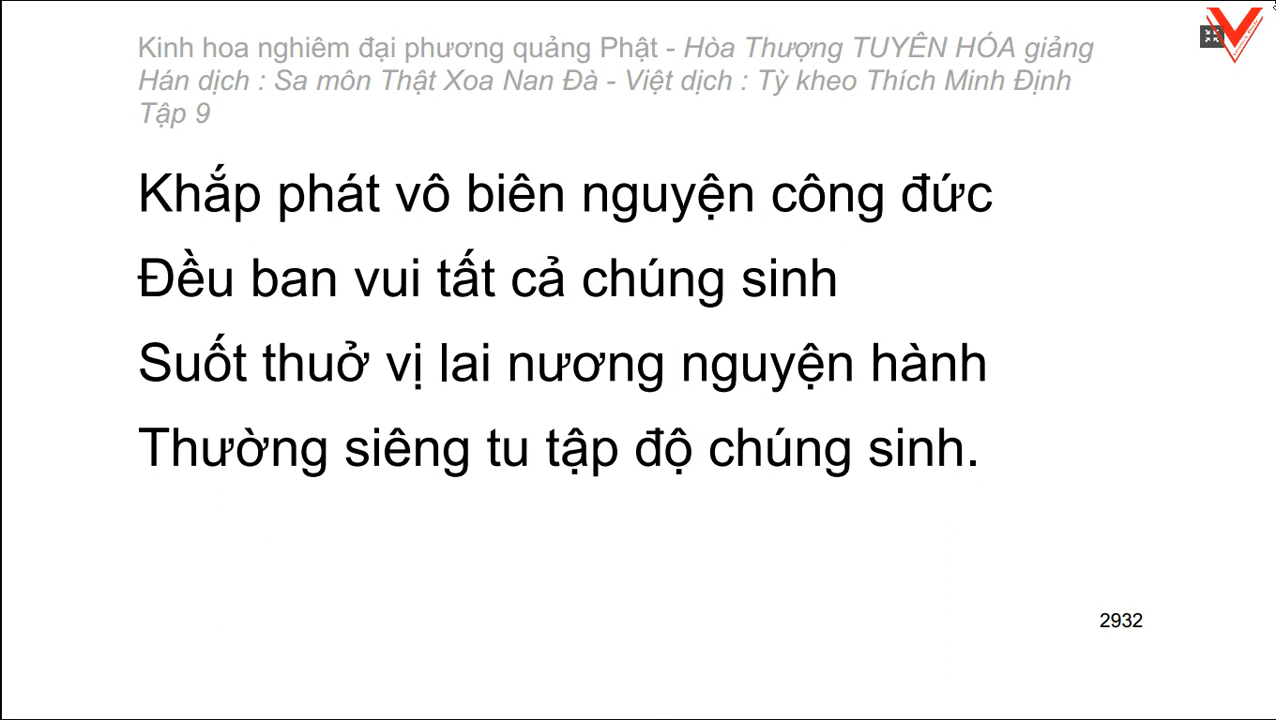 Kinh hoa nghiêm đại phương quảng Phật - Hòa Thượng TUYÊN HÓA giảng
Hán dịch : Sa môn Thật Xoa Nan Đà - Việt dịch : Tỳ kheo Thích Minh Định
Tập 9
Khắp phát vô biên nguyện công đức
Đều ban vui tất cả chúng sinh
Suốt thuở vị lai nương nguyện hành
Thường siêng tu tập độ chúng sinh.
2932